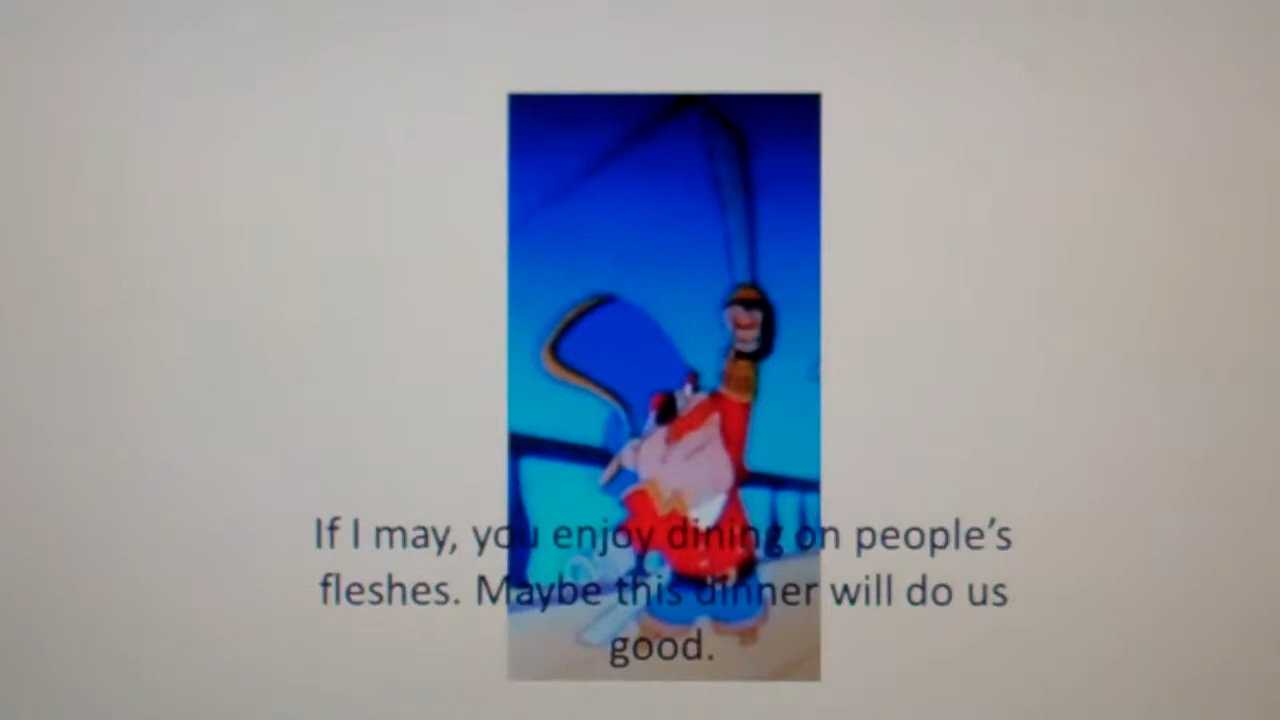 If I may, you enjoy dining on people’s
fleshes. Maybe this dinner will do us
good.